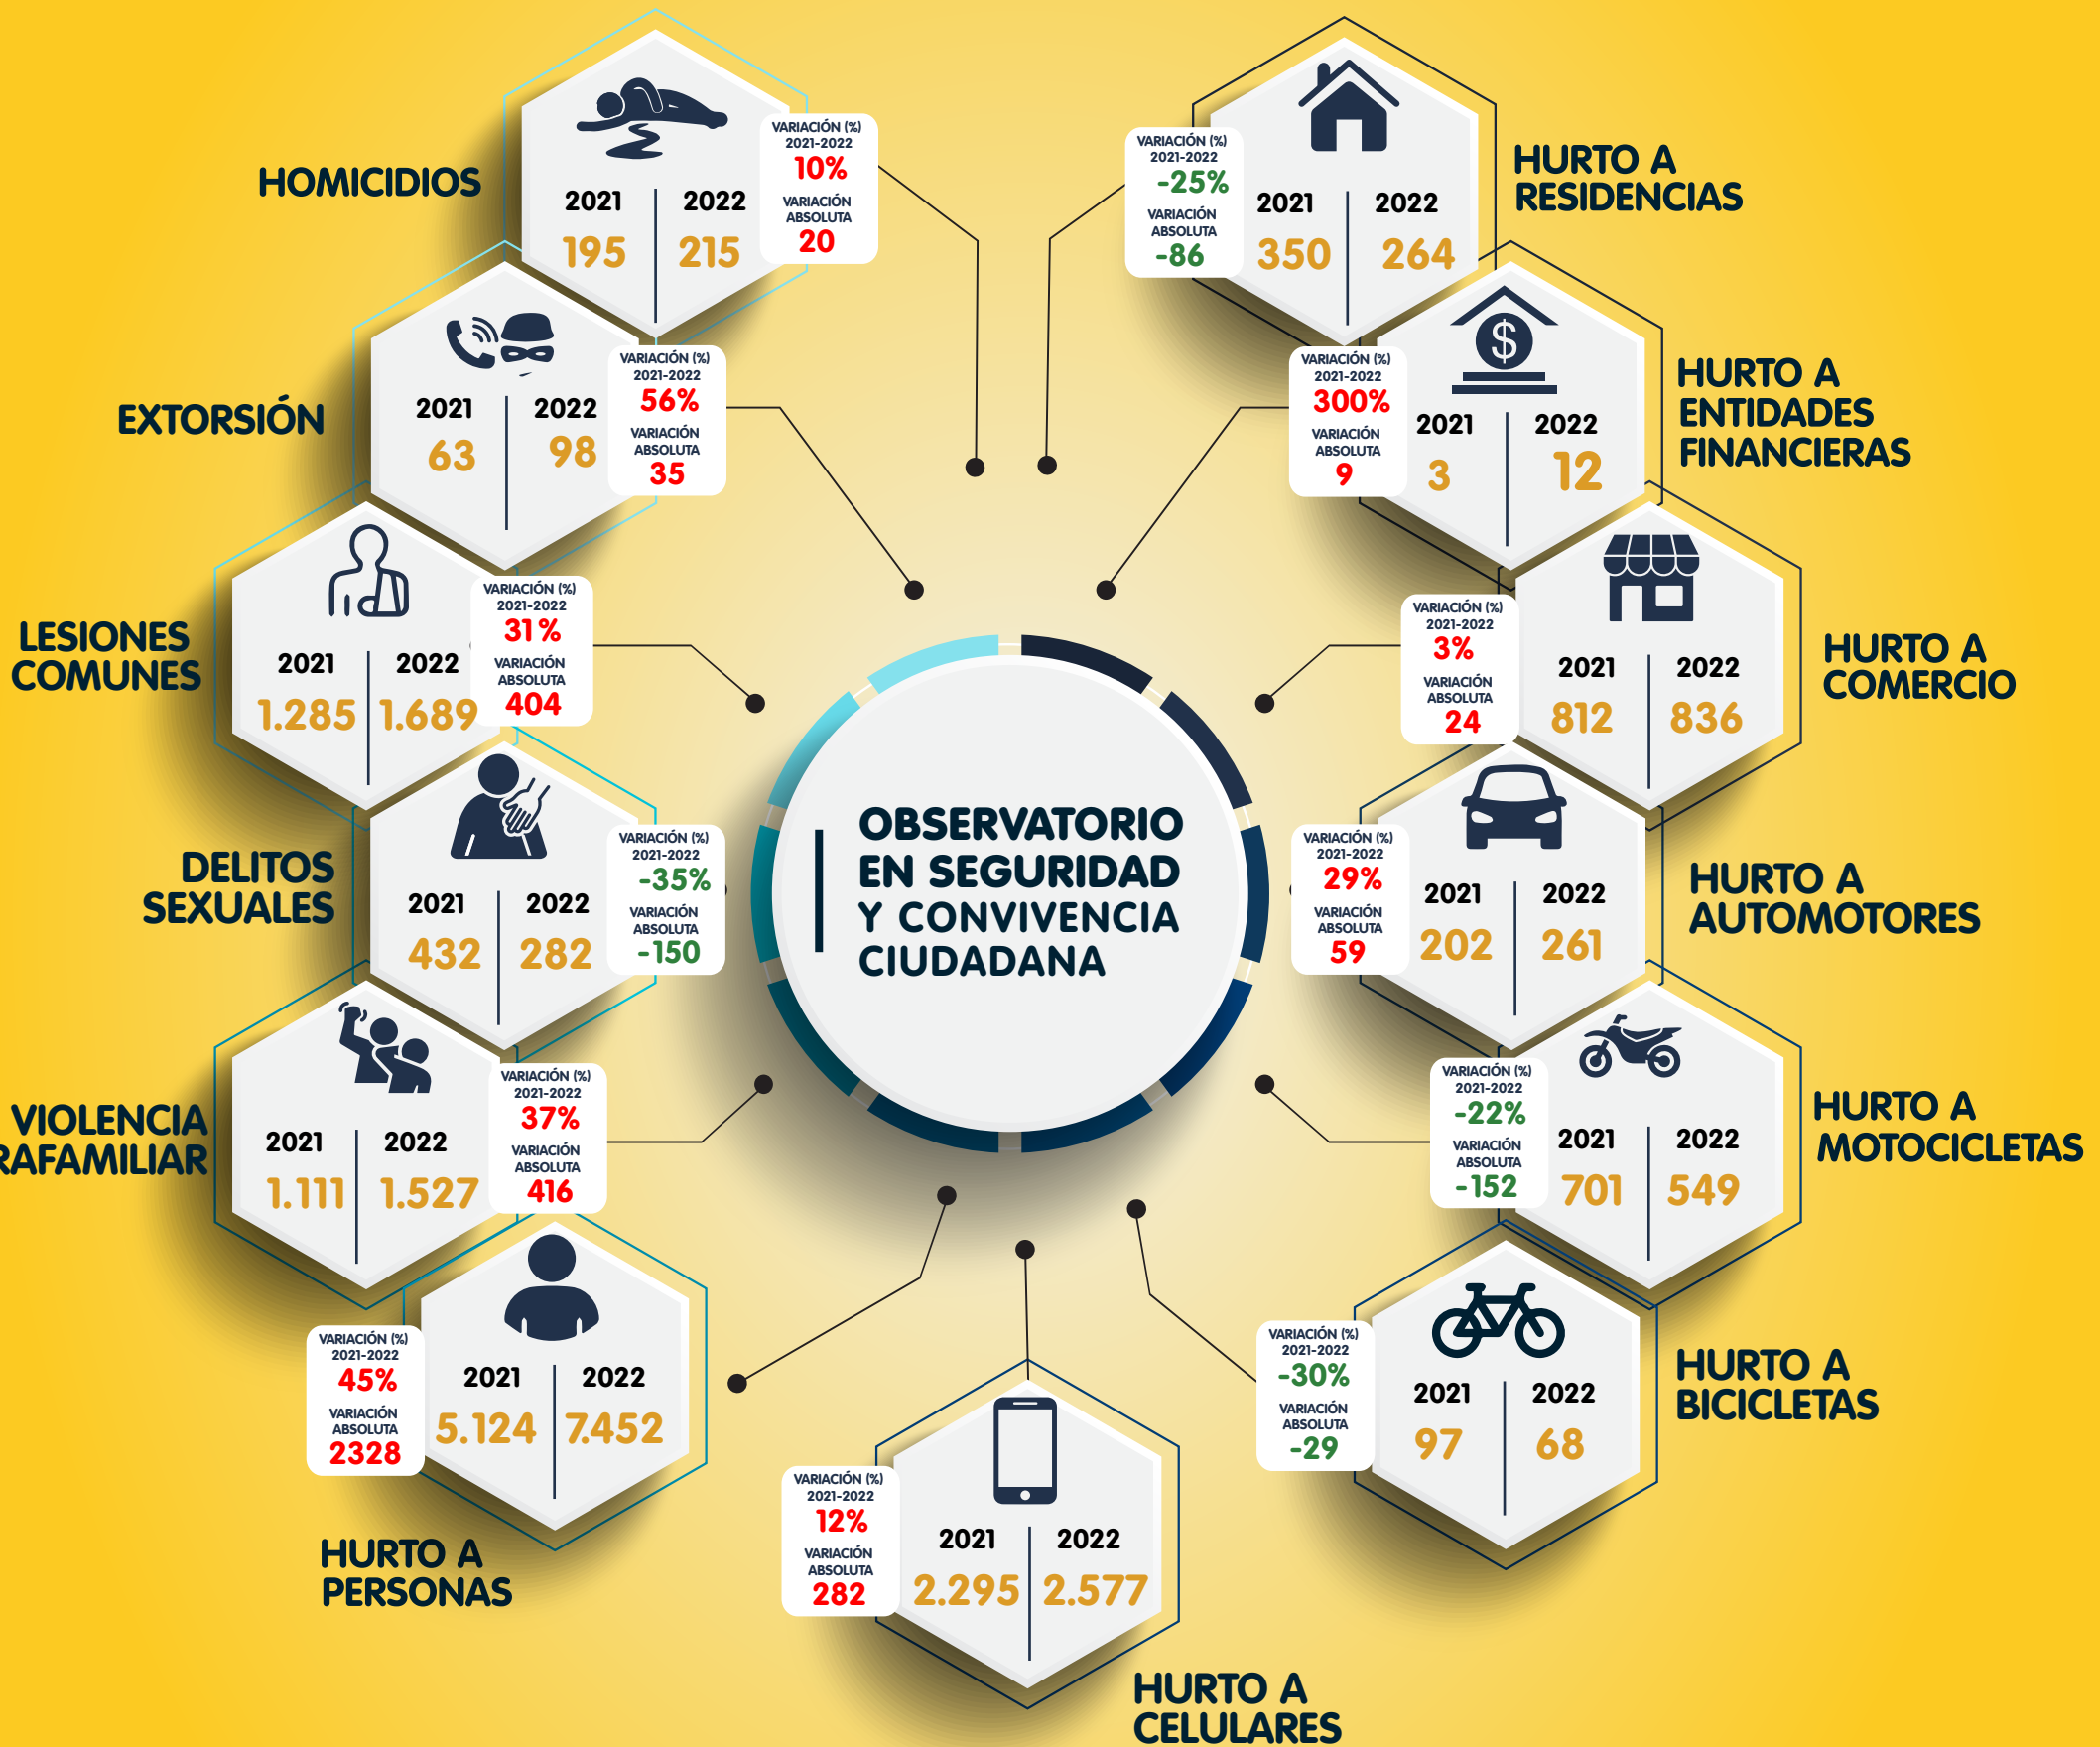 HOMICIDIOS
2021
2022
195
215
VARIACIÓN (%)
2021-2022
10%
VARIACIÓN
ABSOLUTA
20
EXTORSIÓN
2021
2022
63
98
VARIACIÓN (%)
2021-2022
56%
VARIACIÓN
ABSOLUTA
35
LESIONES
COMUNES
2021
2022
1.285
1.689
VARIACIÓN (%)
2021-2022
31%
VARIACIÓN
ABSOLUTA
404
DELITOS
SEXUALES
2021
2022
432
282
VARIACIÓN (%)
2021-2022
-35%
VARIACIÓN
ABSOLUTA
-150
VIOLENCIA
RAFAMILIAR
2021
2022
1.111
1.527
VARIACIÓN (%)
2021-2022
37%
VARIACIÓN
ABSOLUTA
416
VARIACIÓN (%)
2021-2022
45%
VARIACIÓN
ABSOLUTA
2328
2021
2022
5.124
7.452
HURTO A
PERSONAS
OBSERVATORIO
EN SEGURIDAD
Y CONVIVENCIA
CIUDADANA
VARIACIÓN (%)
2021-2022
12%
VARIACIÓN
ABSOLUTA
282
2021
2022
2.295
2.577
HURTO A
CELULARES
VARIACIÓN (%)
2021-2022
-25%
VARIACIÓN
ABSOLUTA
-86
2021
2022
350
264
HURTO A
RESIDENCIAS
VARIACIÓN (%)
2021-2022
300%
VARIACIÓN
ABSOLUTA
9
2021
2022
3
12
$
HURTO A
ENTIDADES
FINANCIERAS
VARIACIÓN (%)
2021-2022
3%
VARIACIÓN
ABSOLUTA
24
2021
2022
812
836
HURTO A
COMERCIO
VARIACIÓN (%)
2021-2022
29%
VARIACIÓN
ABSOLUTA
59
2021
2022
202
261
HURTO A
AUTOMOTORES
VARIACIÓN (%)
2021-2022
-22%
VARIACIÓN
ABSOLUTA
-152
2021
2022
701
549
HURTO A
MOTOCICLETAS
VARIACIÓN (%)
2021-2022
-30%
VARIACIÓN
ABSOLUTA
-29
2021
2022
97
68
HURTO A
BICICLETAS